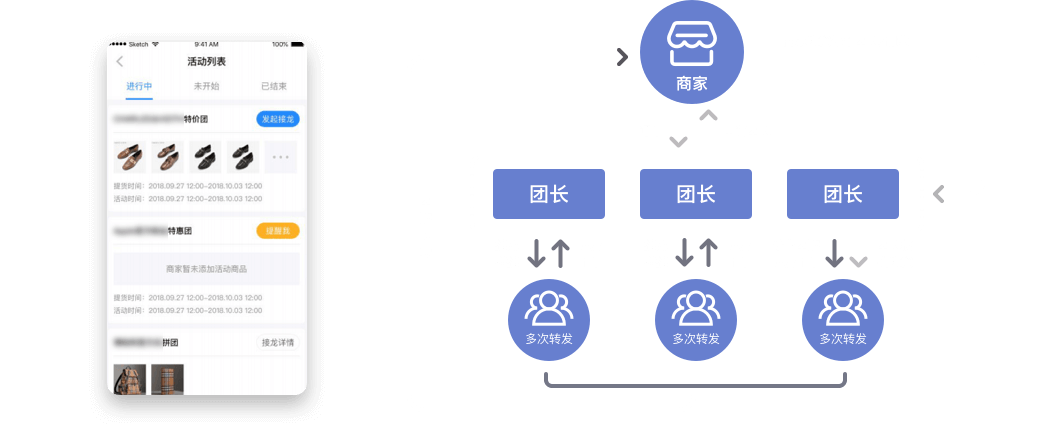 Sketch
9:41 AM
100%
活动列表
进行中
未开始
已结束
特价团
发起接龙
提货时间：2018.09.27 12:00~2018.10.03 12:00
活动时间：2018.09.27 12:00~2018.10.03 12:00
特惠团
提醒我
商家暂未添加活动商品
提货时间：2018.09.27 12:00~2018.10.03 12:00
活动时间：2018.09.27 12:00~2018.10.03 12:00
拼团
接龙详情
商家
团长
团长
团长
多次转发
多次转发
多次转发